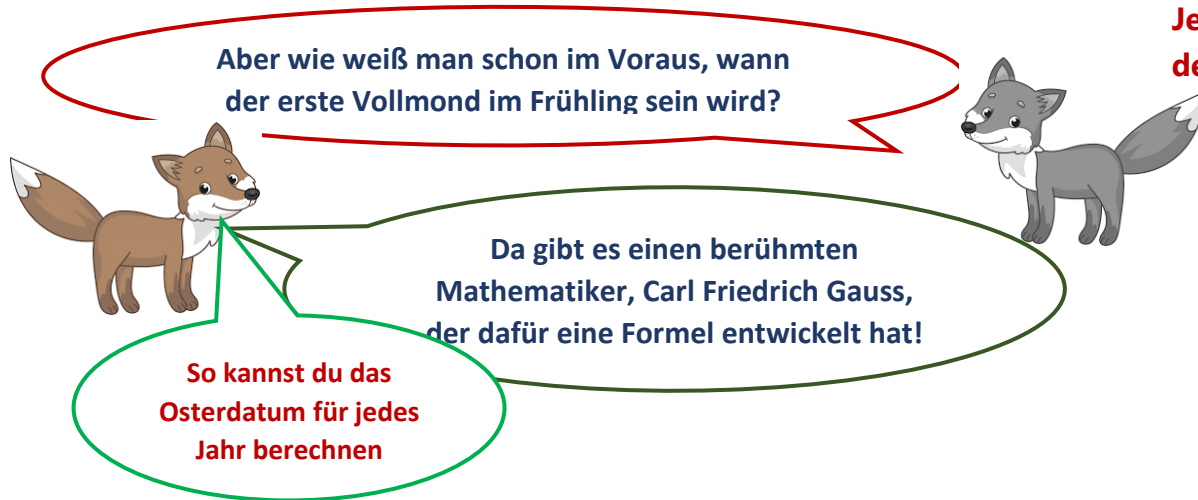 Aber wie weiß man schon im Voraus, wann
der erste Vollmond im Frühling sein wird?
Da gibt es einen berühmten
Mathematiker, Carl Friedrich Gauss,
der dafür eine Formel entwickelt hat!
So kannst du das
Osterdatum für jedes
Jahr berechnen